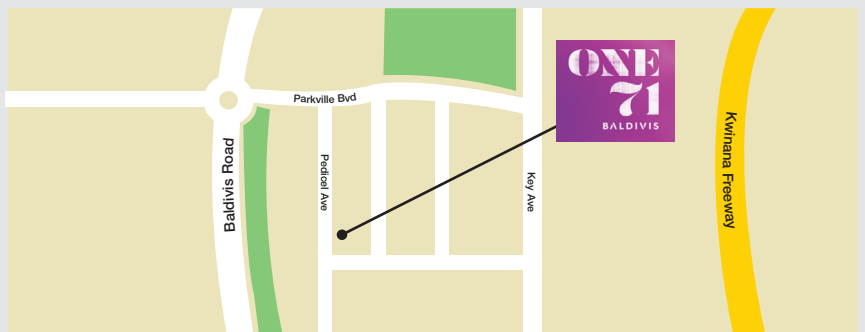 Parkville Bvd
ONE
71
BALDIVIS
Baldivis Road
Pedicel Ave
Key Ave
Kwinana Freeway